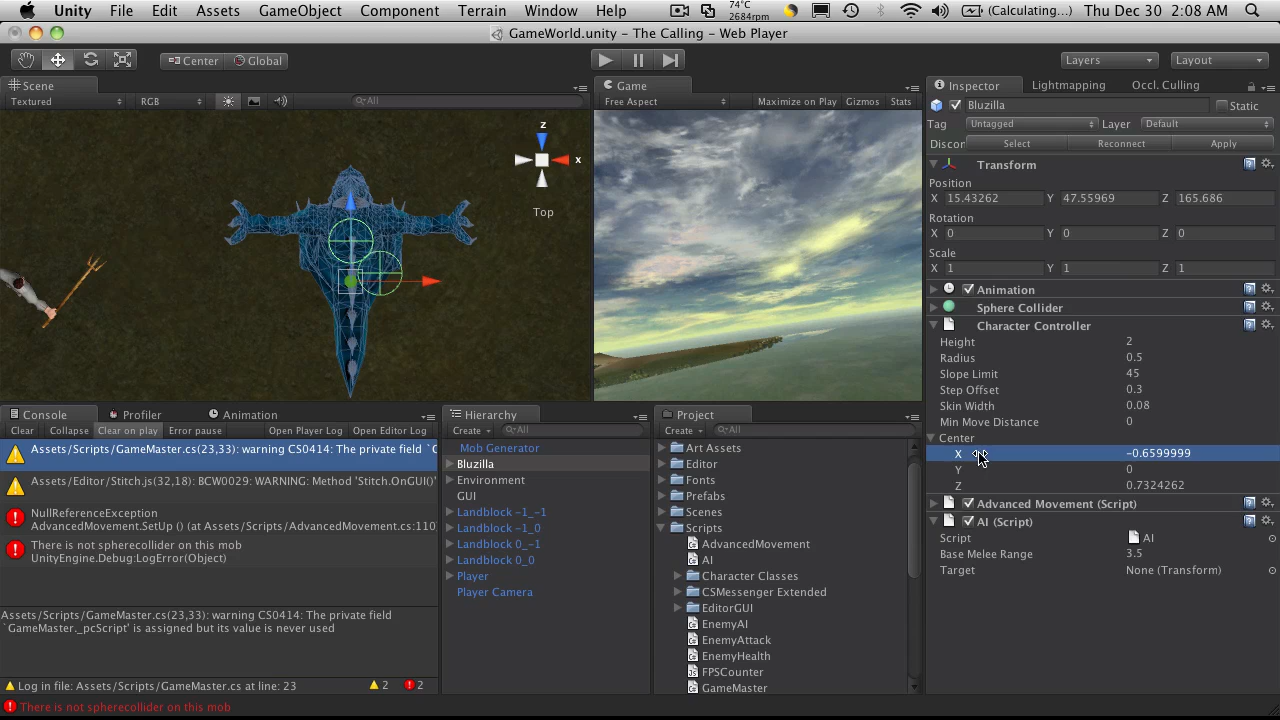 Unity File Edit Assets GameObject Component Terrain Window Help 74°C 2684rpm (Calculating...) Thu Dec 30 2:08 AM
GameWorld.unity - The Calling - Web Player
Center Global Layers Layout
Scene
Textured RGB All
z
x
Top
Game
Free Aspect Maximize on Play Gizmos Stats
Inspector Lightmapping Occl. Culling
Bluzilla Static
Tag Untagged Layer Default
Discon Select Reconnect Apply
Transform
Position
X 15.43262 Y 47.55969 Z 165.686
Rotation
X 0 Y 0 Z 0
Scale
X 1 Y 1 Z 1
Animation
Sphere Collider
Character Controller
Height 2
Radius 0.5
Slope Limit 45
Step Offset 0.3
Skin Width 0.08
Min Move Distance 0
Center
X -0.6599999
Y 0
Z 0.7324262
Advanced Movement (Script)
AI (Script)
Script AI
Base Melee Range 3.5
Target None (Transform)
Console Profiler Animation
Clear Collapse Clear on play Error pause Open Player Log Open Editor Log
Assets/Scripts/GameMaster.cs(23,33): warning CS0414: The private field `G
Assets/Editor/Stitch.js(32,18): BCW0029: WARNING: Method 'Stitch.OnGUI()'
NullReferenceException
AdvancedMovement.SetUp () (at Assets/Scripts/AdvancedMovement.cs:110
There is not spherecollider on this mob
UnityEngine.Debug:LogError(Object)
Assets/Scripts/GameMaster.cs(23,33): warning CS0414: The private field
`GameMaster._pcScript' is assigned but its value is never used
Log in file: Assets/Scripts/GameMaster.cs at line: 23 2 2
There is not spherecollider on this mob
Hierarchy
Create All
Mob Generator
Bluzilla
Environment
GUI
Landblock -1_-1
Landblock -1_0
Landblock 0_-1
Landblock 0_0
Player
Player Camera
Project
Create All
Art Assets
Editor
Fonts
Prefabs
Scenes
Scripts
AdvancedMovement
AI
Character Classes
CSMessenger Extended
EditorGUI
EnemyAI
EnemyAttack
EnemyHealth
FPSCounter
GameMaster